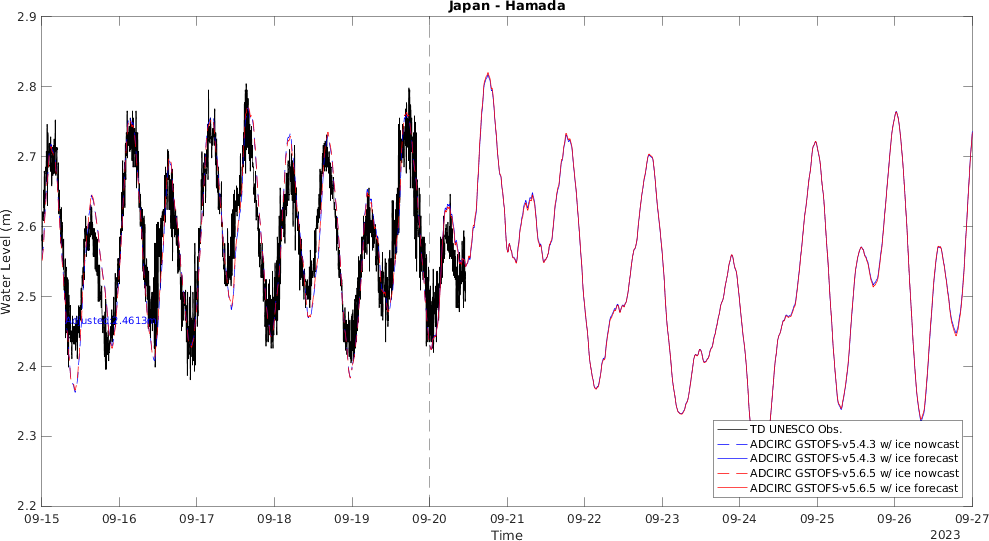 Japan - Hamada
2.9
2.8
2.7
2.6
2.5
2.4
2.3
2.2
Water Level (m)
TD UNESCO Obs.
ADCIRC GSTOFS-v5.4.3 w/ ice nowcast
ADCIRC GSTOFS-v5.4.3 w/ ice forecast
ADCIRC GSTOFS-v5.6.5 w/ ice nowcast
ADCIRC GSTOFS-v5.6.5 w/ ice forecast
09-15 09-16 09-17 09-18 09-19 09-20 09-21 09-22 09-23 09-24 09-25 09-26 09-27
Time
2023